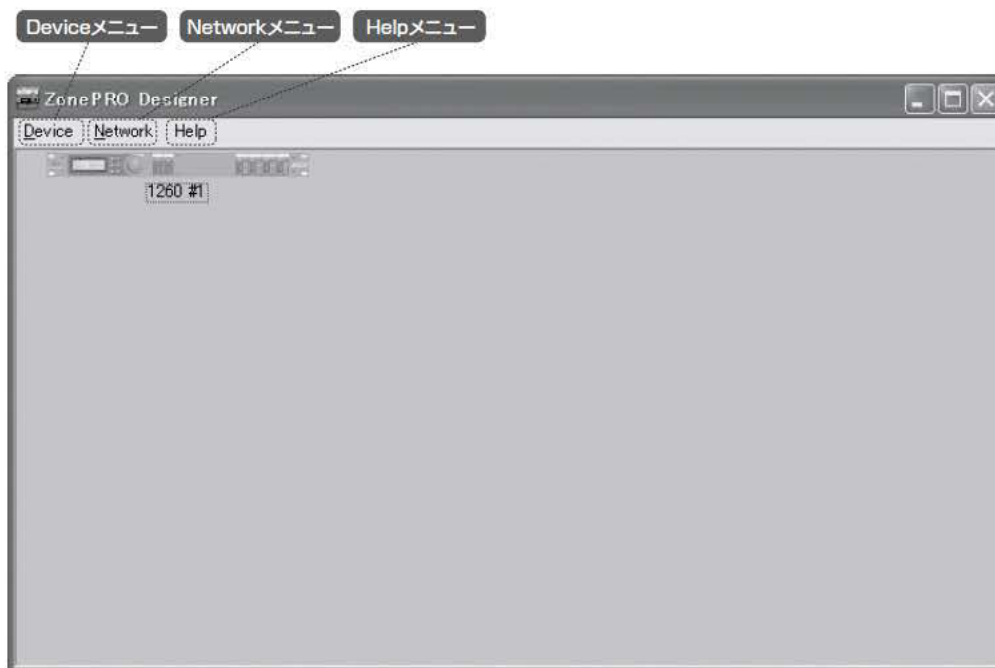 Deviceメニュー Networkメニュー Helpメニュー
ZonePRO Designer
Device Network Help
1260 #1